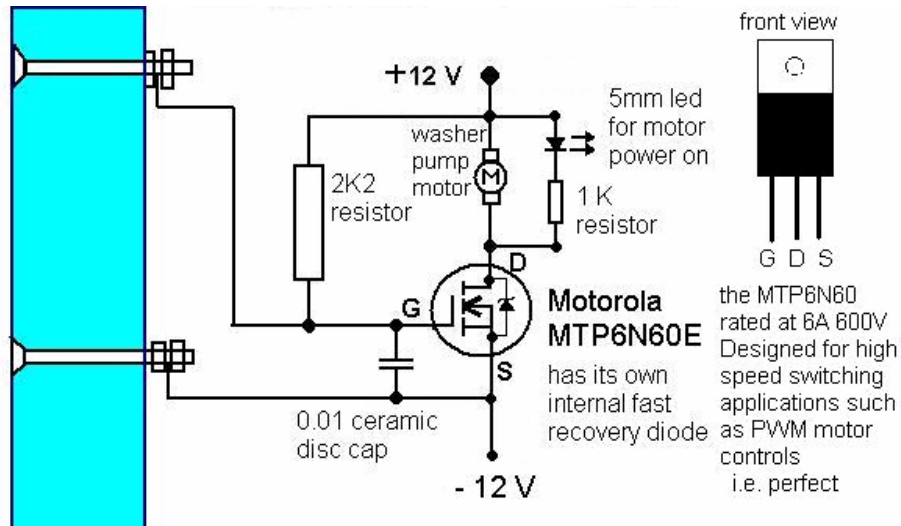 front view
+12 V
5mm led
for motor
power on
washer
pump
motor
M
2K2
resistor
1 K
resistor
G D S
D
G
S
Motorola
MTP6N60E
has its own
internal fast
recovery diode
the MTP6N60
rated at 6A 600V
Designed for high
speed switching
applications such
as PWM motor
controls
i.e. perfect
0.01 ceramic
disc cap
- 12 V